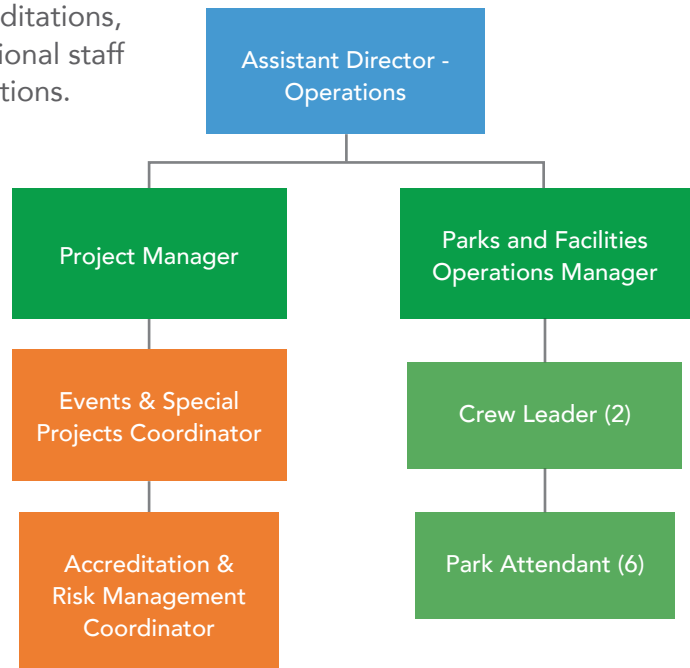 ditations,
ional staff
tions.
Assistant Director -
Operations
Project Manager
Parks and Facilities
Operations Manager
Events & Special
Projects Coordinator
Crew Leader (2)
Accreditation &
Risk Management
Coordinator
Park Attendant (6)